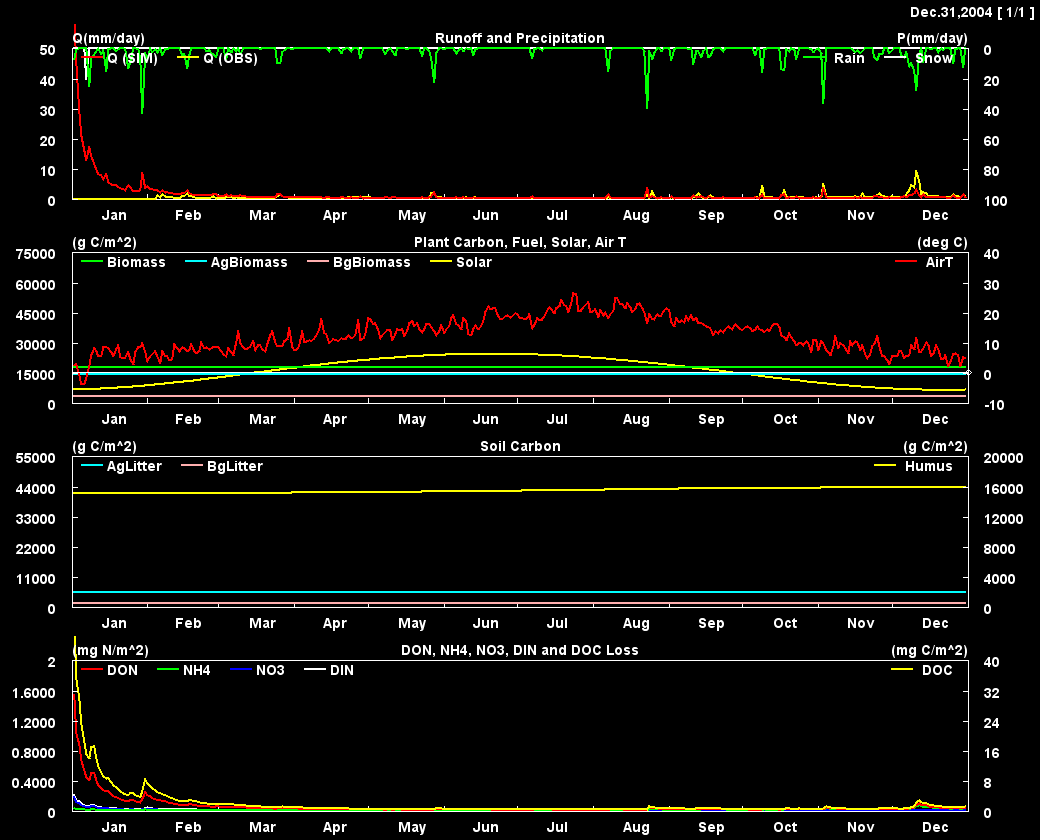 Dec.31,2004 [ 1/1 ]
Q(mm/day) Runoff and Precipitation P(mm/day)
50 Q (SIM) Q (OBS) Rain Snow 0
40 20
30 40
20 60
10 80
0 100
Jan Feb Mar Apr May Jun Jul Aug Sep Oct Nov Dec
(g C/m^2) Plant Carbon, Fuel, Solar, Air T (deg C)
75000 Biomass AgBiomass BgBiomass Solar AirT 40
60000 30
45000 20
30000 10
15000 0
0 -10
Jan Feb Mar Apr May Jun Jul Aug Sep Oct Nov Dec
(g C/m^2) Soil Carbon (g C/m^2)
55000 AgLitter BgLitter Humus 20000
44000 16000
33000 12000
22000 8000
11000 4000
0 0
Jan Feb Mar Apr May Jun Jul Aug Sep Oct Nov Dec
(mg N/m^2) DON, NH4, NO3, DIN and DOC Loss (mg C/m^2)
2 DON NH4 NO3 DIN DOC 40
1.6000 32
1.2000 24
0.8000 16
0.4000 8
0 0
Jan Feb Mar Apr May Jun Jul Aug Sep Oct Nov Dec